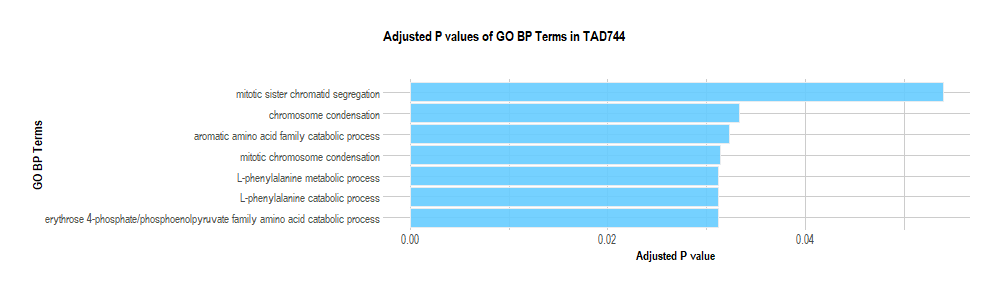 Adjusted P values of GO BP Terms in TAD744
GO BP Terms
mitotic sister chromatid segregation
chromosome condensation
aromatic amino acid family catabolic process
mitotic chromosome condensation
L-phenylalanine metabolic process
L-phenylalanine catabolic process
erythrose 4-phosphate/phosphoenolpyruvate family amino acid catabolic process
0.00 0.02 0.04
Adjusted P value